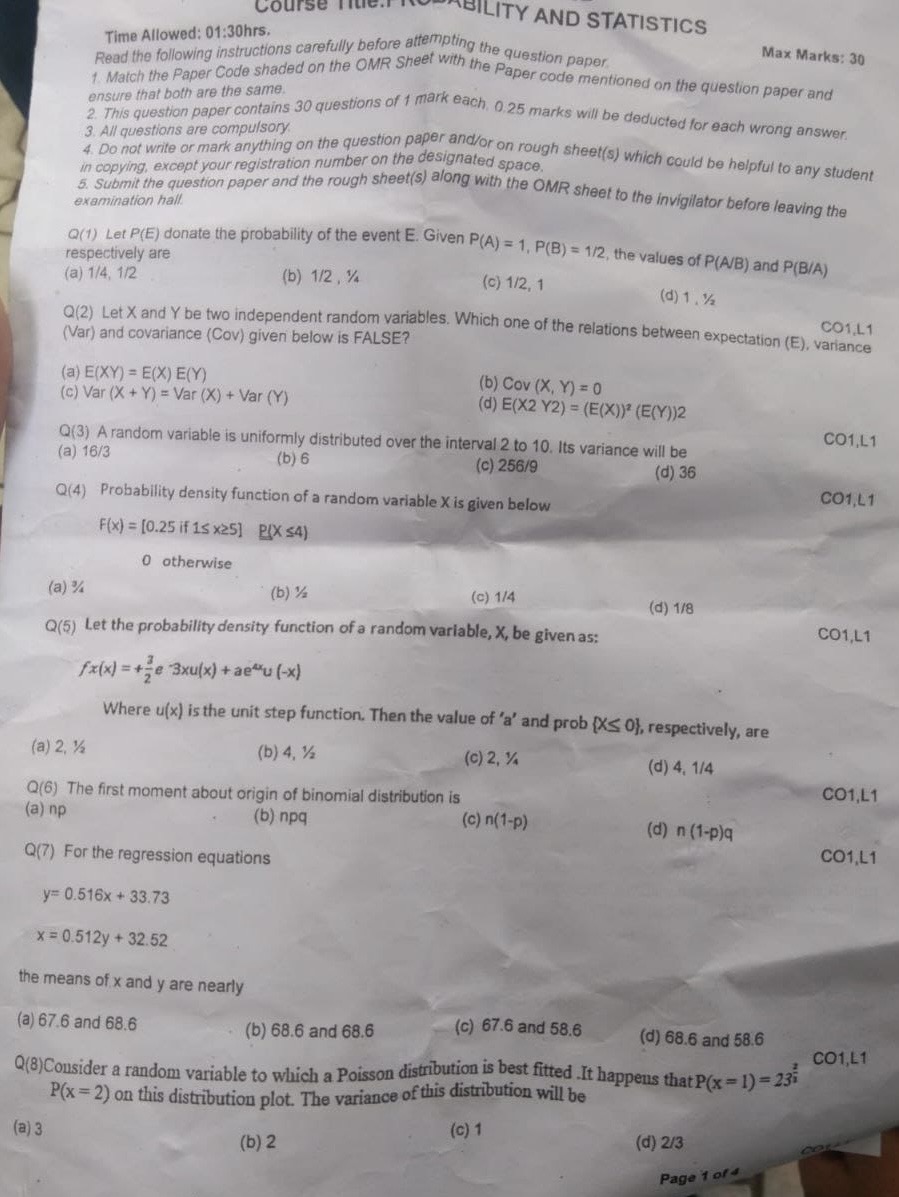 Course Title: PROBABILITY AND STATISTICS
Time Allowed: 01:30hrs.
Max Marks: 30
Read the following instructions carefully before attempting the question paper.
1. Match the Paper Code shaded on the OMR Sheet with the Paper code mentioned on the question paper and
ensure that both are the same.
2. This question paper contains 30 questions of 1 mark each. 0.25 marks will be deducted for each wrong answer.
3. All questions are compulsory.
4. Do not write or mark anything on the question paper and/or on rough sheet(s) which could be helpful to any student
in copying, except your registration number on the designated space.
5. Submit the question paper and the rough sheet(s) along with the OMR sheet to the invigilator before leaving the
examination hall.
Q(1) Let P(E) donate the probability of the event E. Given P(A) = 1, P(B) = 1/2, the values of P(A/B) and P(B/A)
respectively are
(a) 1/4, 1/2 (b) 1/2 , ¼ (c) 1/2, 1 (d) 1 , ½
CO1,L1
Q(2) Let X and Y be two independent random variables. Which one of the relations between expectation (E), variance
(Var) and covariance (Cov) given below is FALSE?
(a) E(XY) = E(X) E(Y) (b) Cov (X, Y) = 0
(c) Var (X + Y) = Var (X) + Var (Y) (d) E(X2 Y2) = (E(X))² (E(Y))2
CO1,L1
Q(3) A random variable is uniformly distributed over the interval 2 to 10. Its variance will be
(a) 16/3 (b) 6 (c) 256/9 (d) 36
CO1,L1
Q(4) Probability density function of a random variable X is given below
F(x) = [0.25 if 1≤ x≥5] P(X ≤4)
0 otherwise
(a) ¾ (b) ½ (c) 1/4 (d) 1/8
CO1,L1
Q(5) Let the probability density function of a random variable, X, be given as:
fx(x) = +3/2 e -3xu(x) + ae⁴ˣu (-x)
Where u(x) is the unit step function. Then the value of 'a' and prob {X≤ 0}, respectively, are
(a) 2, ½ (b) 4, ½ (c) 2, ¼ (d) 4, 1/4
CO1,L1
Q(6) The first moment about origin of binomial distribution is
(a) np (b) npq (c) n(1-p) (d) n (1-p)q
CO1,L1
Q(7) For the regression equations
y= 0.516x + 33.73
x = 0.512y + 32.52
the means of x and y are nearly
(a) 67.6 and 68.6 (b) 68.6 and 68.6 (c) 67.6 and 58.6 (d) 68.6 and 58.6
CO1,L1
Q(8)Consider a random variable to which a Poisson distribution is best fitted .It happens that P(x = 1) = 23
P(x = 2) on this distribution plot. The variance of this distribution will be
(a) 3 (b) 2 (c) 1 (d) 2/3
Page 1 of 4